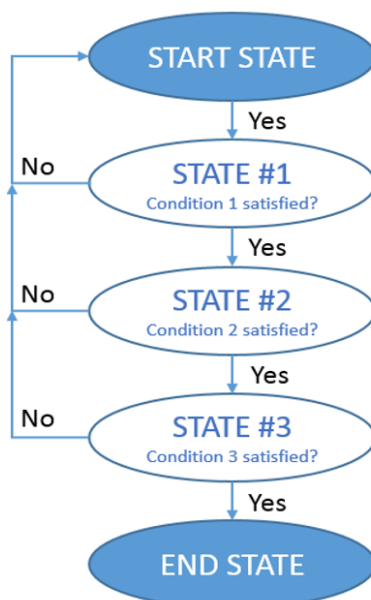 START STATE
Yes
No
STATE #1
Condition 1 satisfied?
Yes
No
STATE #2
Condition 2 satisfied?
Yes
No
STATE #3
Condition 3 satisfied?
Yes
END STATE